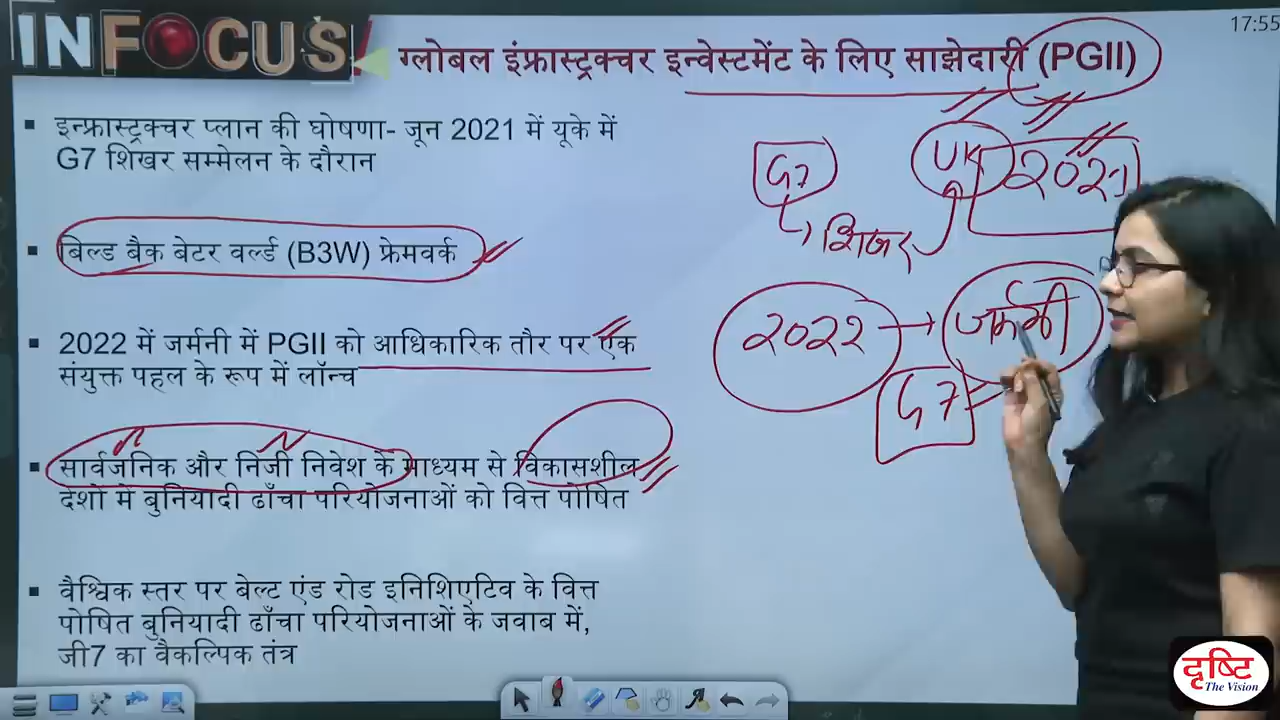 INFOCUS!
17:55
ग्लोबल इंफ्रास्ट्रक्चर इन्वेस्टमेंट के लिए साझेदारी (PGII)
इन्फ्रास्ट्रक्चर प्लान की घोषणा- जून 2021 में यूके में
G7 शिखर सम्मेलन के दौरान
बिल्ड बैक बेटर वर्ल्ड (B3W) फ्रेमवर्क
2022 में जर्मनी में PGII को आधिकारिक तौर पर एक
संयुक्त पहल के रूप में लॉन्च
सार्वजनिक और निजी निवेश के माध्यम से विकासशील
देशों में बुनियादी ढाँचा परियोजनाओं को वित्त पोषित
वैश्विक स्तर पर बेल्ट एंड रोड इनिशिएटिव के वित्त
पोषित बुनियादी ढाँचा परियोजनाओं के जवाब में,
जी7 का वैकल्पिक तंत्र
G7
UK
२०२१
शिखर
२०२२
जर्मनी
G7
दृष्टि
The Vision